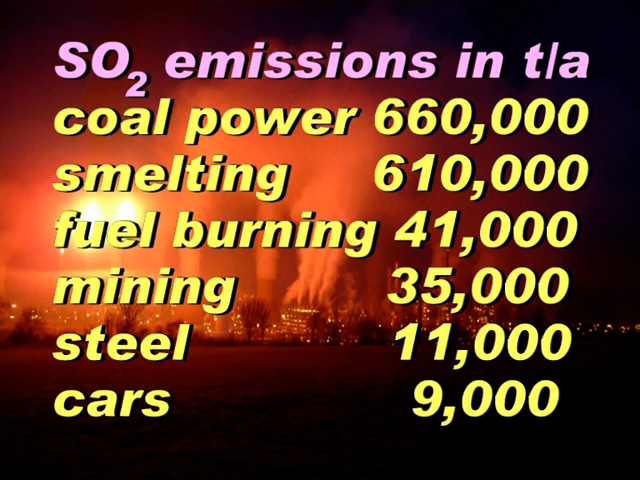 SO₂ emissions in t/a
coal power 660,000
smelting 610,000
fuel burning 41,000
mining 35,000
steel 11,000
cars 9,000